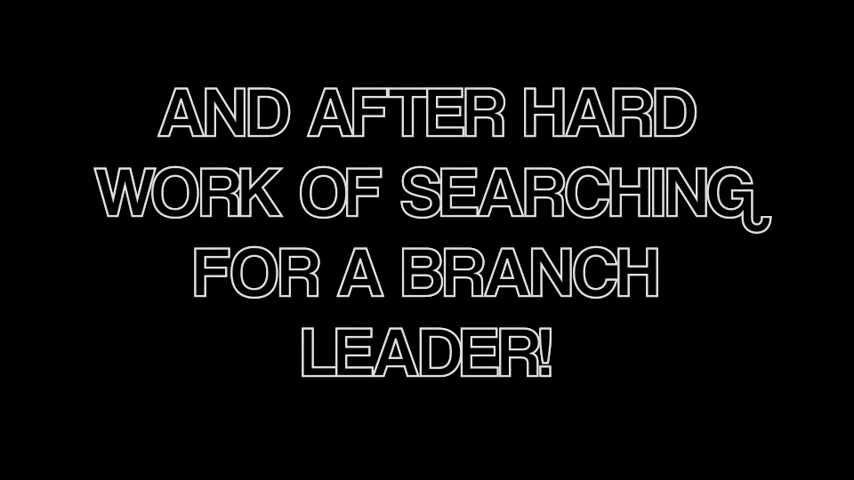 AND AFTER HARD
WORK OF SEARCHING
FOR A BRANCH
LEADER!